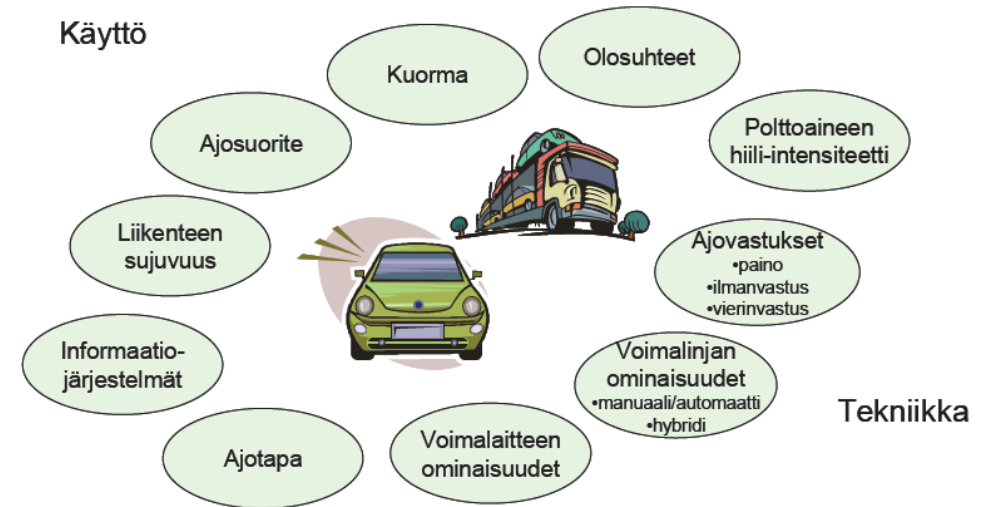 Käyttö
Kuorma
Olosuhteet
Ajosuorite
Polttoaineen
hiili-intensiteetti
Liikenteen
sujuvuus
Ajovastukset
•paino
•ilmanvastus
•vierinvastus
Informaatio-
järjestelmät
Voimalinjan
ominaisuudet
•manuaali/automaatti
•hybridi
Tekniikka
Ajotapa
Voimalaitteen
ominaisuudet